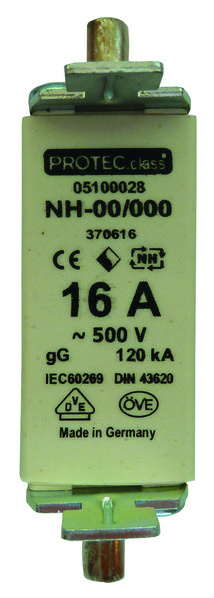 PROTEC.class®
05100028
NH-00/000
370616
CE NH
16 A
~ 500 V
gG 120 kA
IEC60269 DIN 43620
DVE ÖVE
Made in Germany